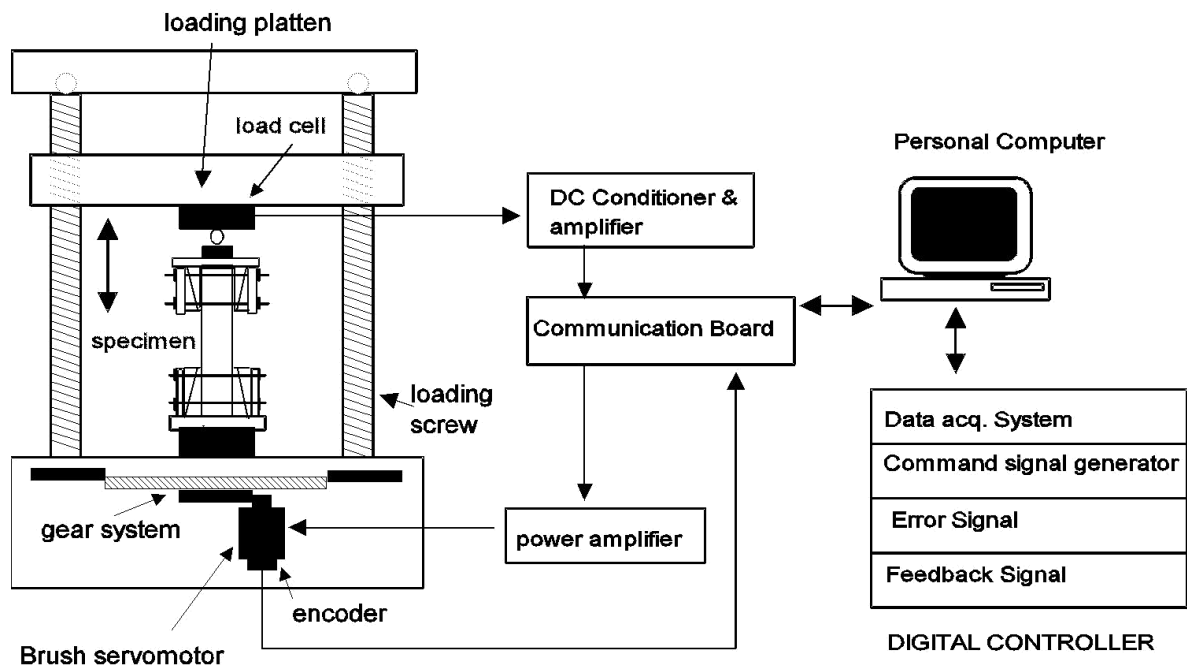 loading platten
load cell
Personal Computer
DC Conditioner &
amplifier
Communication Board
specimen
loading
screw
Data acq. System
Command signal generator
Error Signal
Feedback Signal
gear system
power amplifier
encoder
Brush servomotor
DIGITAL CONTROLLER